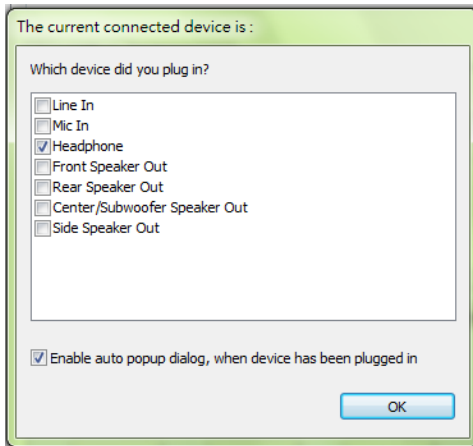 The current connected device is :
Which device did you plug in?
Line In
Mic In
Headphone
Front Speaker Out
Rear Speaker Out
Center/Subwoofer Speaker Out
Side Speaker Out
Enable auto popup dialog, when device has been plugged in
OK